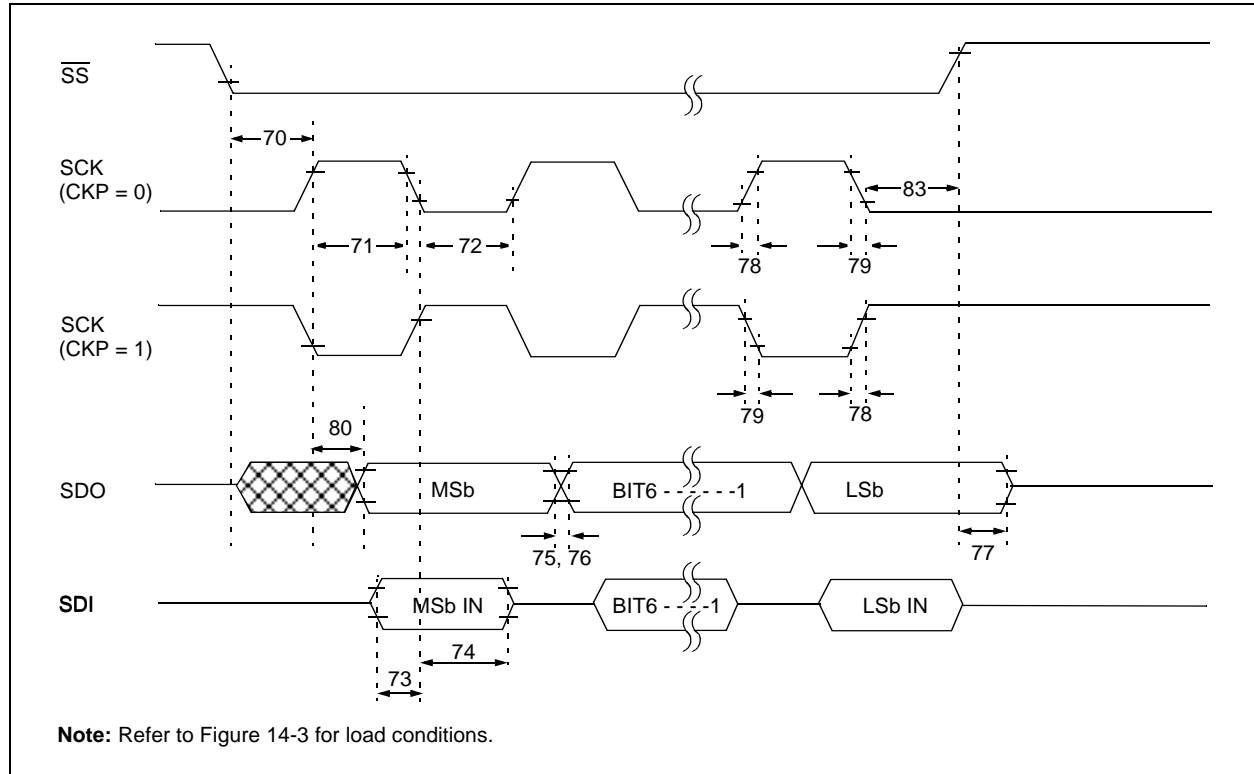 SS
70
SCK
(CKP = 0)
83
71
72
78
79
SCK
(CKP = 1)
79
78
80
SDO
MSb
BIT6 - - - - - -1
LSb
75, 76
77
SDI
MSb IN
BIT6 - - - - -1
LSb IN
74
73
Note: Refer to Figure 14-3 for load conditions.